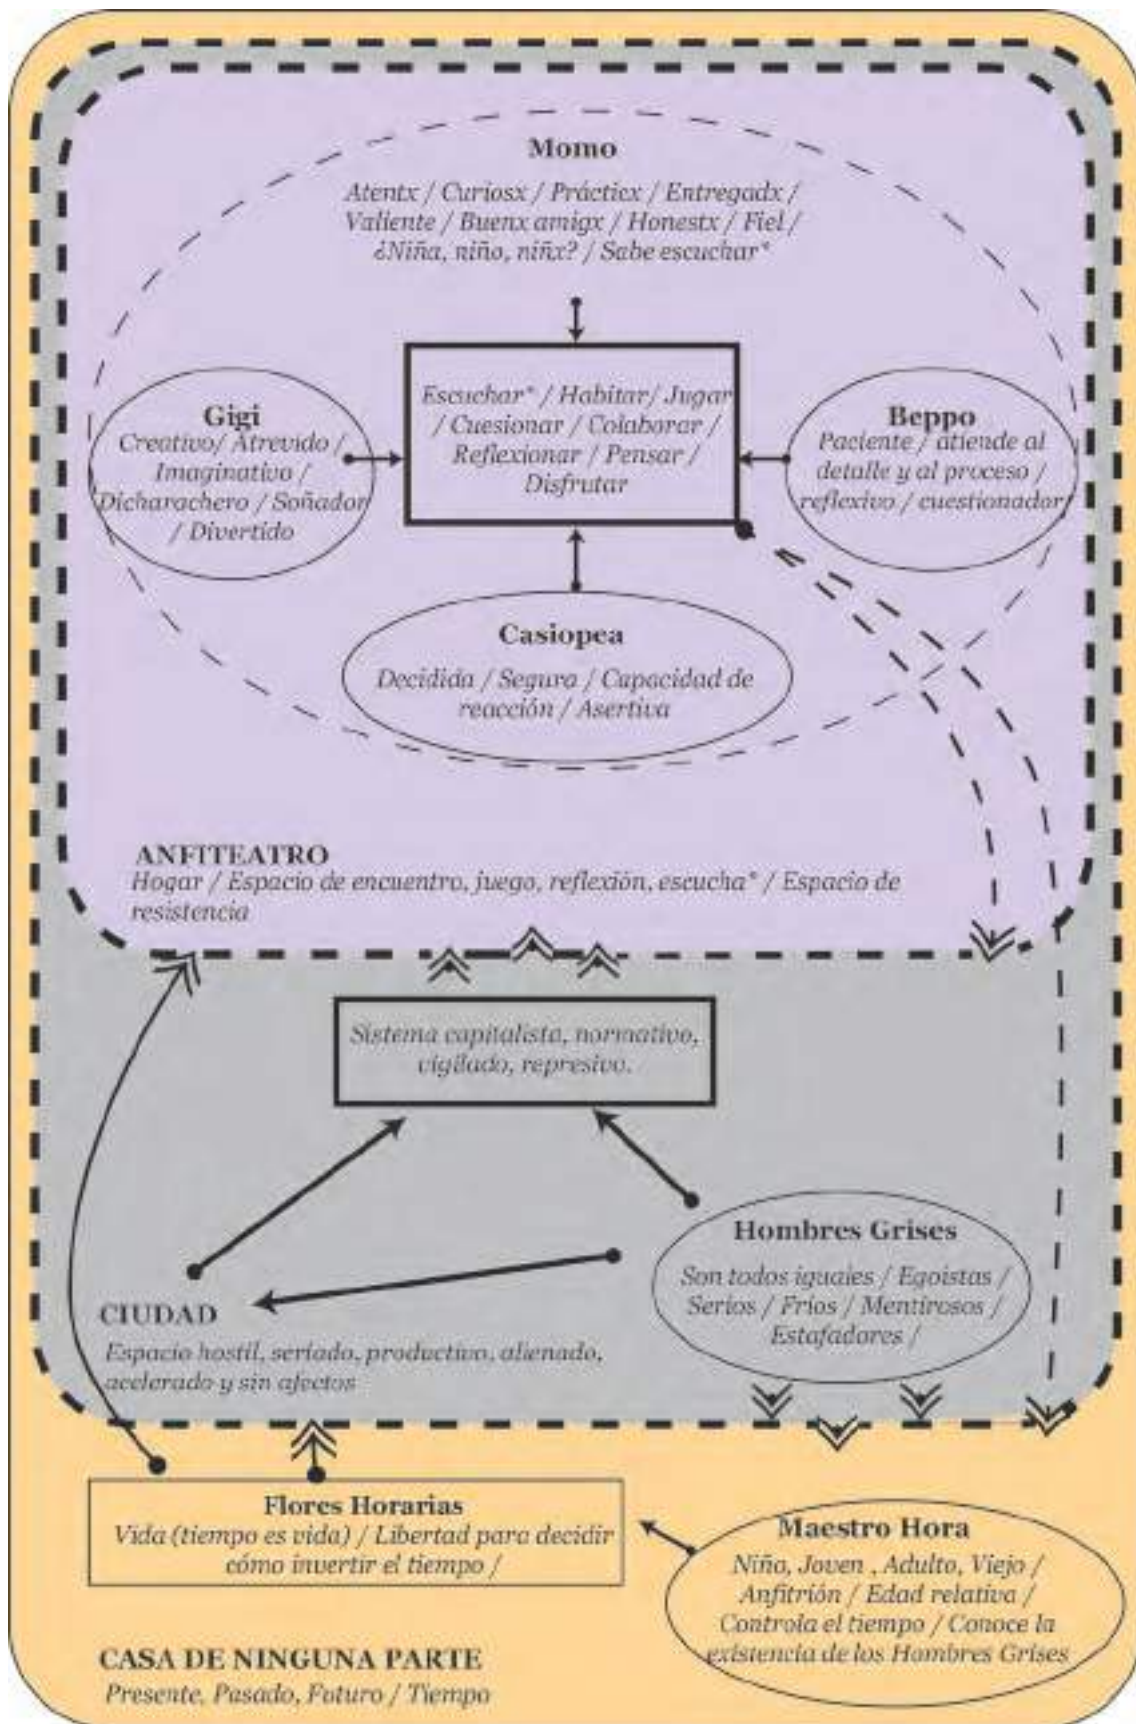 Momo
Atentx / Curiosx / Prácticx / Entregadx /
Valiente / Buenx amigx / Honestx / Fiel /
¿Niña, niño, niñx? / Sabe escuchar*
Gigi
Creativo/ Atrevido /
Imaginativo /
Dicharachero / Soñador
/ Divertido
Escuchar* / Habitar/ Jugar
/ Cuesionar / Colaborar /
Reflexionar / Pensar /
Disfrutar
Beppo
Paciente / atiende al
detalle y al proceso /
reflexivo / cuestionador/
Casiopea
Decidida / Segura / Capacidad de
reacción / Asertiva
ANFITEATRO
Hogar / Espacio de encuentro, juego, reflexión, escucha* / Espacio de
resistencia
Sistema capitalista, normativo,
vigilado, represivo.
Hombres Grises
Son todos iguales / Egoistas /
Serios / Fríos / Mentirosos /
Estafadores /
CIUDAD
Espacio hostil, seriado, productivo, alienado,
acelerado y sin afectos
Flores Horarias
Vida (tiempo es vida) / Libertad para decidir
cómo invertir el tiempo /
Maestro Hora
Niño, Joven , Adulto, Viejo /
Anfitrión / Edad relativa /
Controla el tiempo / Conoce la
existencia de los Hombres Grises
CASA DE NINGUNA PARTE
Presente, Pasado, Futuro / Tiempo